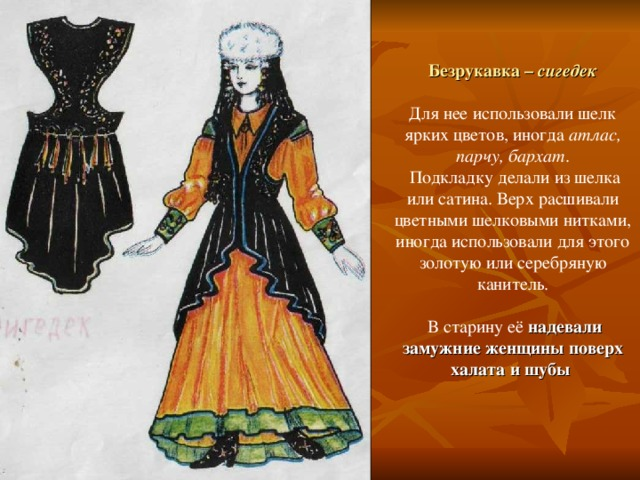 Безрукавка – сигедек
Для нее использовали шелк
ярких цветов, иногда атлас,
парчу, бархат.
Подкладку делали из шелка
или сатина. Верх расшивали
цветными шелковыми нитками,
иногда использовали для этого
золотую или серебряную
канитель.
В старину её надевали
замужние женщины поверх
халата и шубы
сигедек